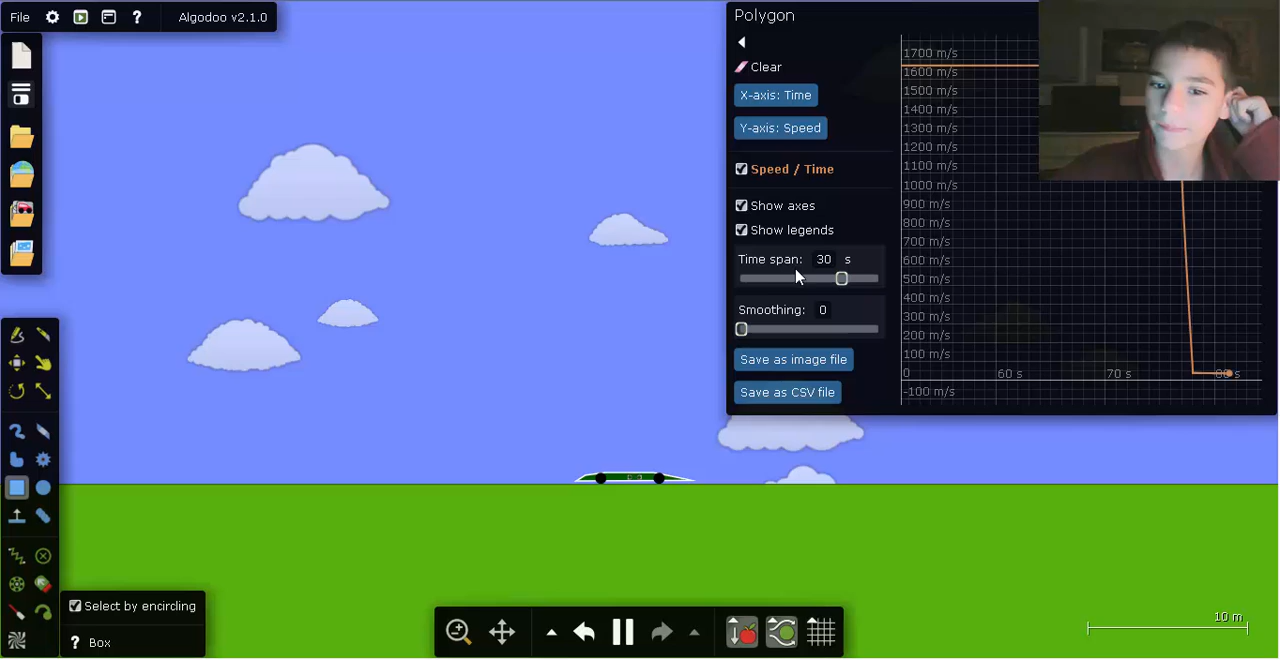 File ? Algodoo v2.1.0
Polygon
Clear
X-axis: Time
Y-axis: Speed
Speed / Time
Show axes
Show legends
Time span: 30 s
Smoothing: 0
Save as image file
Save as CSV file
1700 m/s
1600 m/s
1500 m/s
1400 m/s
1300 m/s
1200 m/s
1100 m/s
1000 m/s
900 m/s
800 m/s
700 m/s
600 m/s
500 m/s
400 m/s
300 m/s
200 m/s
100 m/s
0 60 s 70 s 80 s
-100 m/s
Select by encircling
? Box
10 m